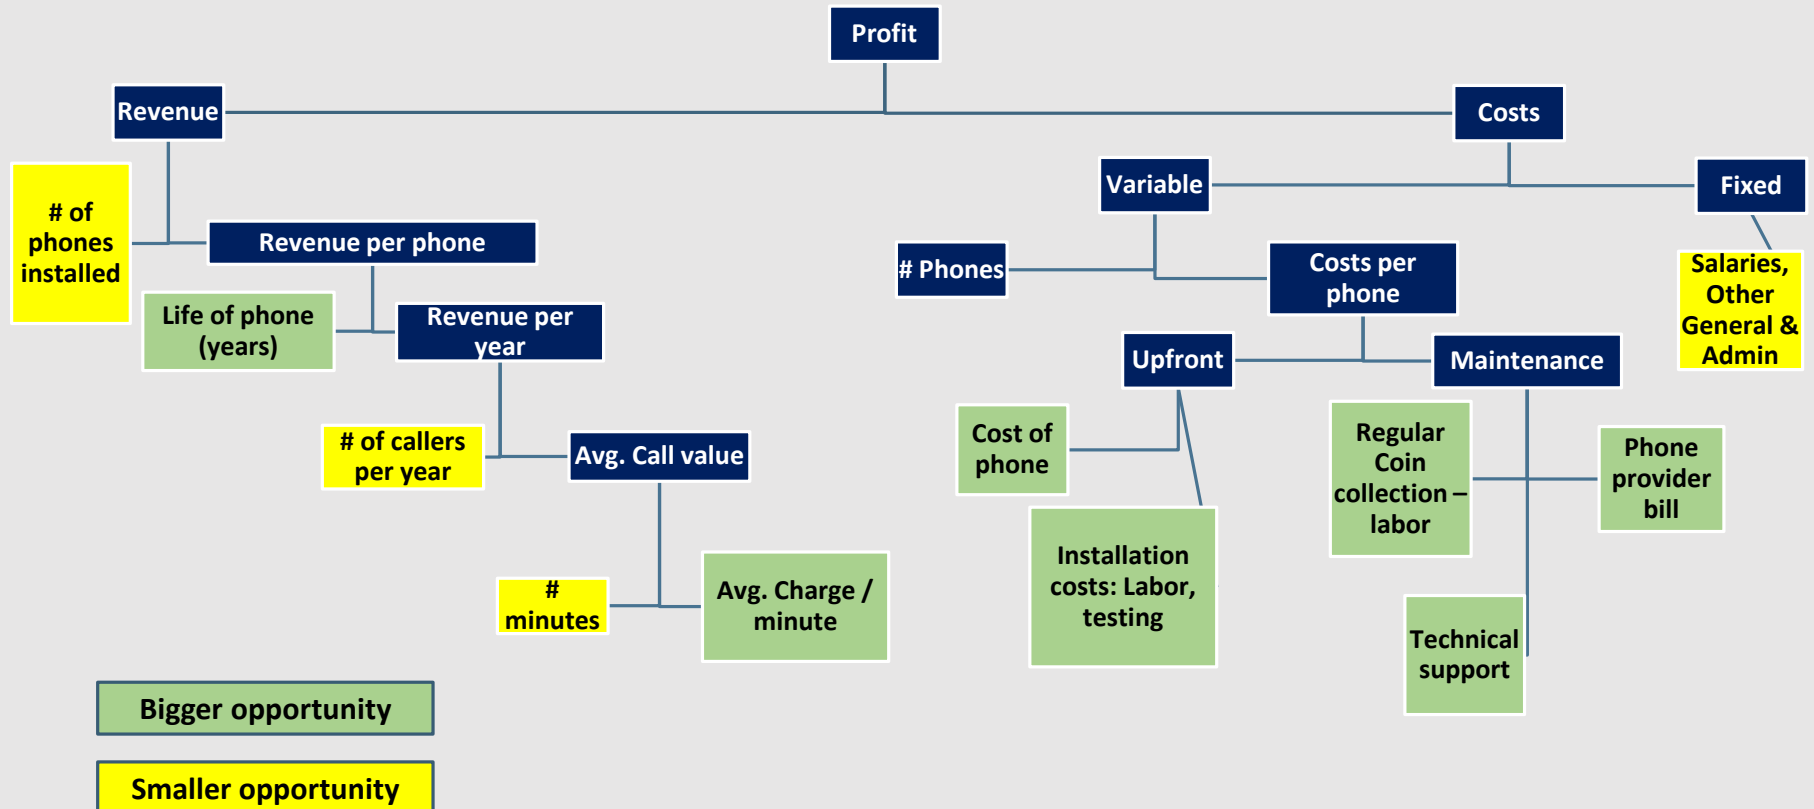 Profit
Revenue
Costs
Variable
Fixed
# of
phones
installed
Revenue per phone
# Phones
Costs per
phone
Salaries,
Other
General &
Admin
Life of phone
(years)
Revenue per
year
Upfront
Maintenance
# of callers
per year
Avg. Call value
Cost of
phone
Regular
Coin
collection –
labor
Phone
provider
bill
#
minutes
Avg. Charge /
minute
Installation
costs: Labor,
testing
Technical
support
Bigger opportunity
Smaller opportunity